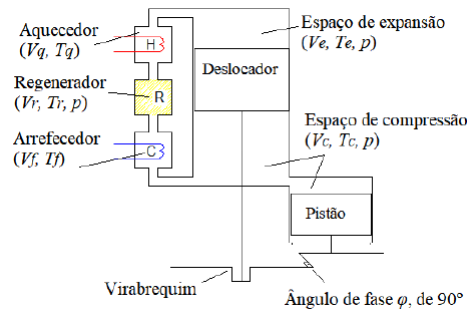 Aquecedor
(Vq, Tq)
H
Regenerador
(Vr, Tr, p)
R
Arrefecedor
(Vf, Tf)
C
Espaço de expansão
(Ve, Te, p)
Deslocador
Espaço de compressão
(Vc, Tc, p)
Pistão
Virabrequim
Ângulo de fase φ, de 90°